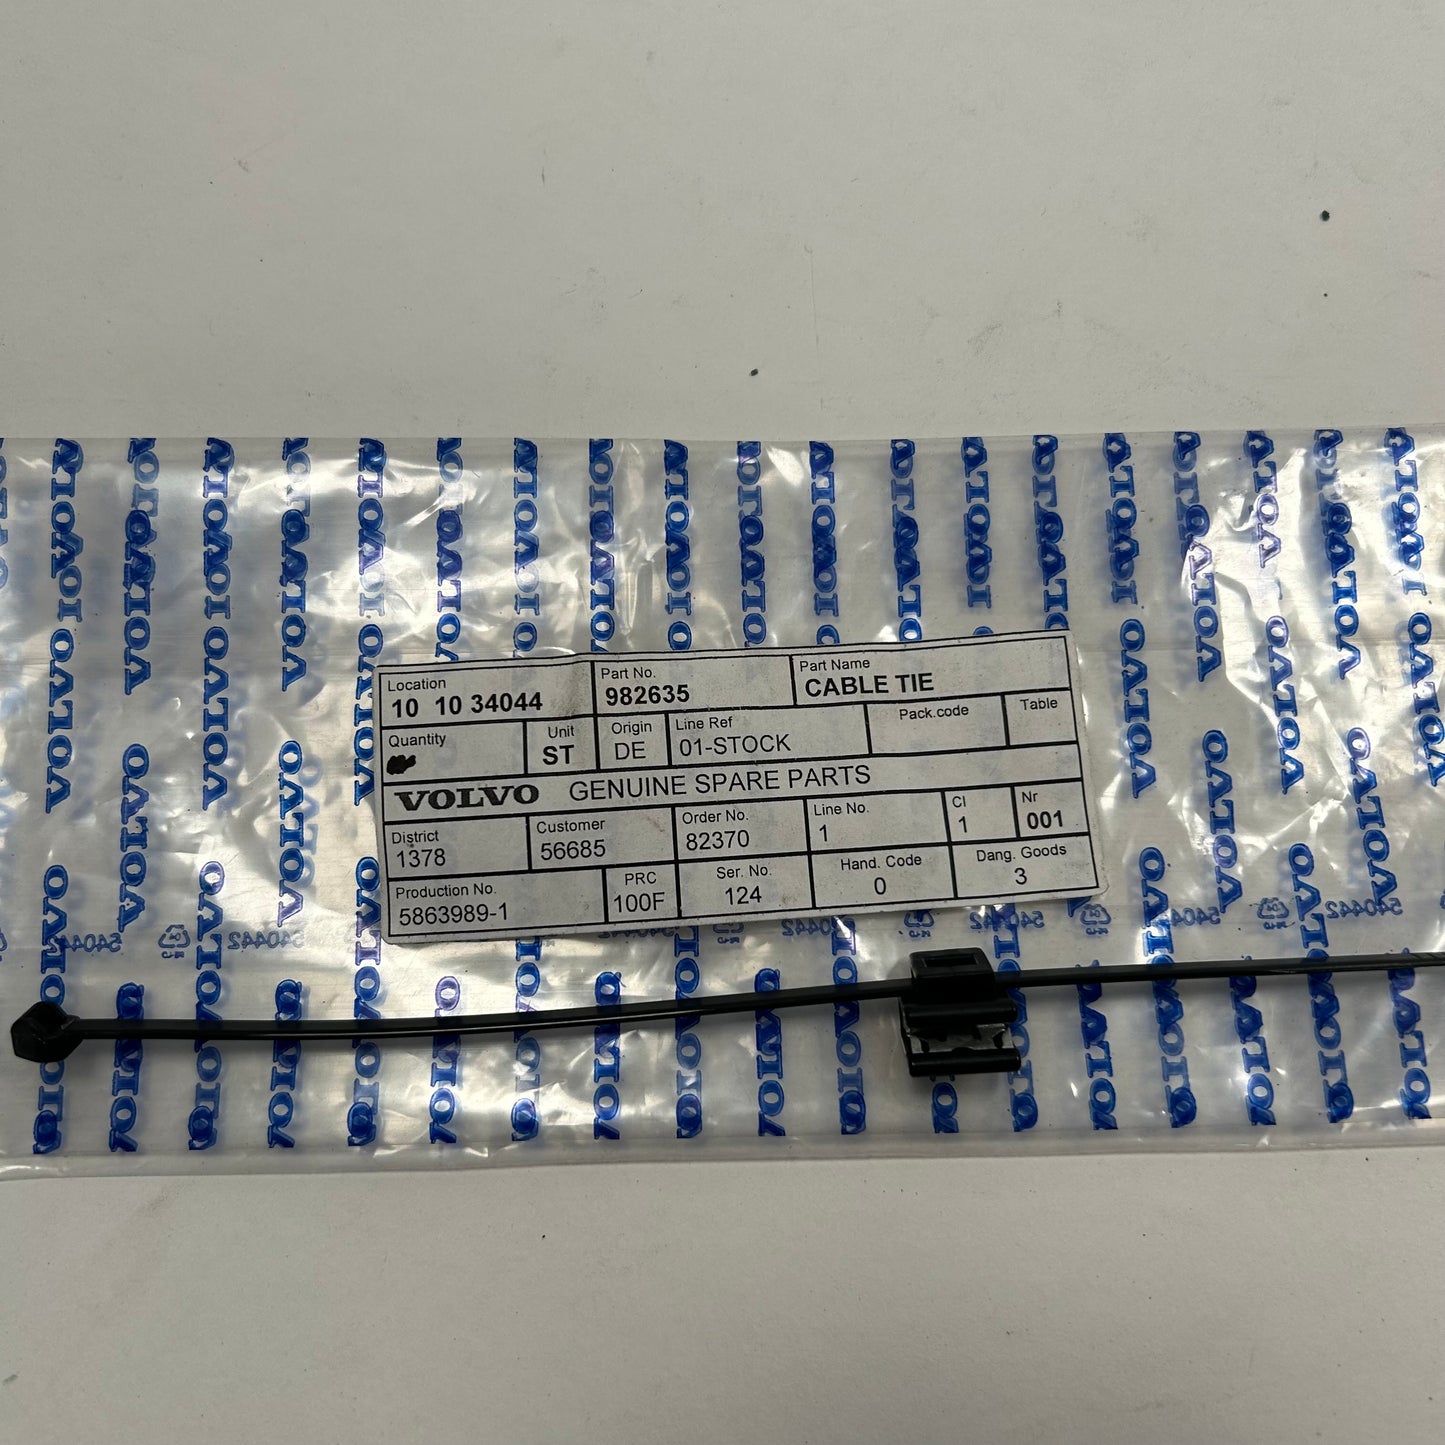 Location Part No. Part Name
10 10 34044 982635 CABLE TIE
Quantity Unit Origin Line Ref Pack.code Table
ST DE 01-STOCK
VOLVO GENUINE SPARE PARTS
District Customer Order No. Line No. Cl Nr
1378 56685 82370 1 1 001
Production No. PRC Ser. No. Hand. Code Dang. Goods
5863989-1 100F 124 0 3
VOLVO
540442